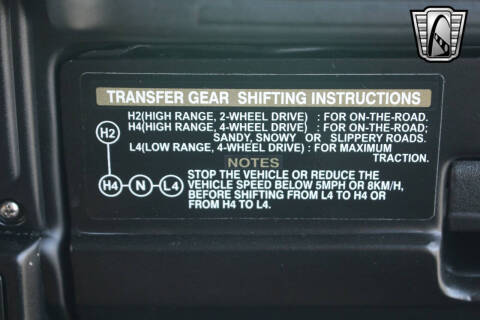 TRANSFER GEAR SHIFTING INSTRUCTIONS
H2(HIGH RANGE, 2-WHEEL DRIVE) : FOR ON-THE-ROAD.
H4(HIGH RANGE, 4-WHEEL DRIVE) : FOR ON-THE-ROAD;
SANDY, SNOWY OR SLIPPERY ROADS.
L4(LOW RANGE, 4-WHEEL DRIVE) : FOR MAXIMUM
TRACTION.
H2
H4 N L4
NOTES
STOP THE VEHICLE OR REDUCE THE
VEHICLE SPEED BELOW 5MPH OR 8KM/H,
BEFORE SHIFTING FROM L4 TO H4 OR
FROM H4 TO L4.